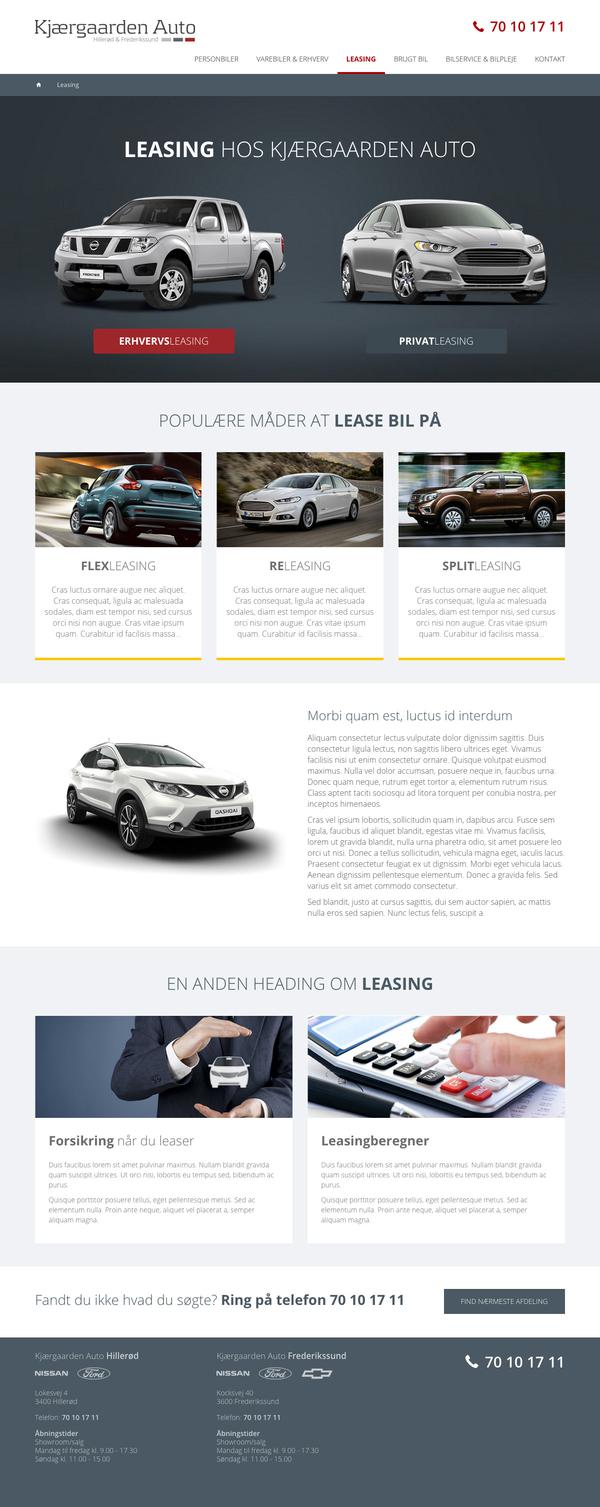 Kjærgaarden Auto
Hillerød & Frederikssund
70 10 17 11
PERSONBILER VAREBILER & ERHVERV LEASING BRUGT BIL BILSERVICE & BILPLEJE KONTAKT
Leasing
LEASING HOS KJÆRGAARDEN AUTO
ERHVERVSLEASING
PRIVATLEASING
POPULÆRE MÅDER AT LEASE BIL PÅ
FLEXLEASING
Cras luctus ornare augue nec aliquet.
Cras consequat, ligula ac malesuada
sodales, diam est tempor nisi, sed cursus
orci nisi non augue. Cras vitae ipsum
quam. Curabitur id facilisis massa...
RELEASING
Cras luctus ornare augue nec aliquet.
Cras consequat, ligula ac malesuada
sodales, diam est tempor nisi, sed cursus
orci nisi non augue. Cras vitae ipsum
quam. Curabitur id facilisis massa...
SPLITLEASING
Cras luctus ornare augue nec aliquet.
Cras consequat, ligula ac malesuada
sodales, diam est tempor nisi, sed cursus
orci nisi non augue. Cras vitae ipsum
quam. Curabitur id facilisis massa...
QASHQAI
Morbi quam est, luctus id interdum
Aliquam consectetur lectus vulputate dolor dignissim sagittis. Duis
consectetur ligula lectus, non sagittis libero ultrices eget. Vivamus
facilisis nisi ut enim consectetur ornare. Quisque volutpat euismod
maximus. Nulla vel dolor accumsan, posuere neque in, faucibus urna.
Donec quam neque, rutrum eget tortor a, elementum rutrum risus.
Class aptent taciti sociosqu ad litora torquent per conubia nostra, per
inceptos himenaeos.
Cras vel ipsum lobortis, sollicitudin quam in, dapibus arcu. Fusce sem
ligula, faucibus id aliquet blandit, egestas vitae mi. Vivamus facilisis,
lorem ut gravida blandit, nulla urna pharetra odio, sit amet posuere leo
orci ut nisi. Donec a tellus sollicitudin, vehicula magna eget, iaculis lacus.
Praesent consectetur feugiat ex ut dignissim. Morbi eget vehicula lacus.
Aenean dignissim pellentesque elementum. Donec a gravida felis. Sed
varius elit sit amet commodo consectetur.
Sed blandit, justo at cursus sagittis, dui sem auctor sapien, ac mattis
nulla eros sed sapien. Nunc lectus felis, suscipit a.
EN ANDEN HEADING OM LEASING
Forsikring når du leaser
Duis faucibus lorem sit amet pulvinar maximus. Nullam blandit gravida
quam suscipit ultrices. Ut orci nisi, lobortis eu tempus sed, bibendum ac
purus.
Quisque porttitor posuere tellus, eget pellentesque metus. Sed ac
elementum nulla. Proin ante neque, aliquet vel placerat a, semper
aliquam magna.
Leasingberegner
Duis faucibus lorem sit amet pulvinar maximus. Nullam blandit gravida
quam suscipit ultrices. Ut orci nisi, lobortis eu tempus sed, bibendum ac
purus.
Quisque porttitor posuere tellus, eget pellentesque metus. Sed ac
elementum nulla. Proin ante neque, aliquet vel placerat a, semper
aliquam magna.
Fandt du ikke hvad du søgte? Ring på telefon 70 10 17 11
FIND NÆRMESTE AFDELING
Kjærgaarden Auto Hillerød
NISSAN Ford
Lokesvej 4
3400 Hillerød
Telefon: 70 10 17 11
Åbningstider
Showroom/salg
Mandag til fredag kl. 9.00 - 17.30
Søndag kl. 11.00 - 15.00
Kjærgaarden Auto Frederikssund
NISSAN Ford
Kocksvej 40
3600 Frederikssund
Telefon: 70 10 17 11
Åbningstider
Showroom/salg
Mandag til fredag kl. 9.00 - 17.30
Søndag kl. 11.00 - 15.00
70 10 17 11